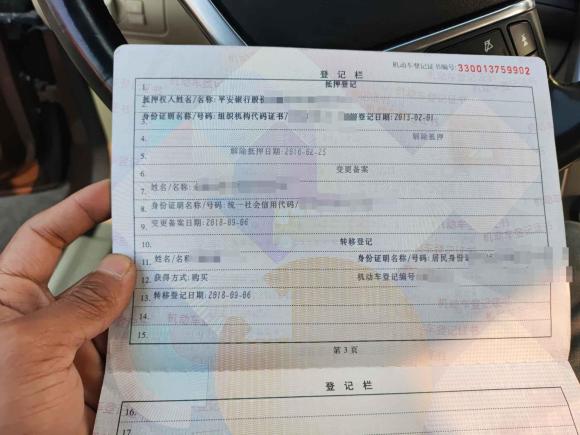 机动车登记证书编号:330013759902
登记栏
1. 抵押登记
2. 抵押权人姓名/名称:平安银行股份
3. 身份证明名称/号码:组织机构代码证书/ 登记日期:2013-02-01
4. 解除抵押
5. 解除抵押日期:2016-02-25
6. 变更备案
7. 姓名/名称:
8. 身份证明名称/号码:统一社会信用代码/
9. 变更备案日期:2018-09-06
10. 转移登记
11. 姓名/名称: 身份证明名称/号码:居民身份证
12. 获得方式:购买 机动车登记编号
13. 转移登记日期:2018-09-06
14.
15.
第3页
登记栏
16.
17